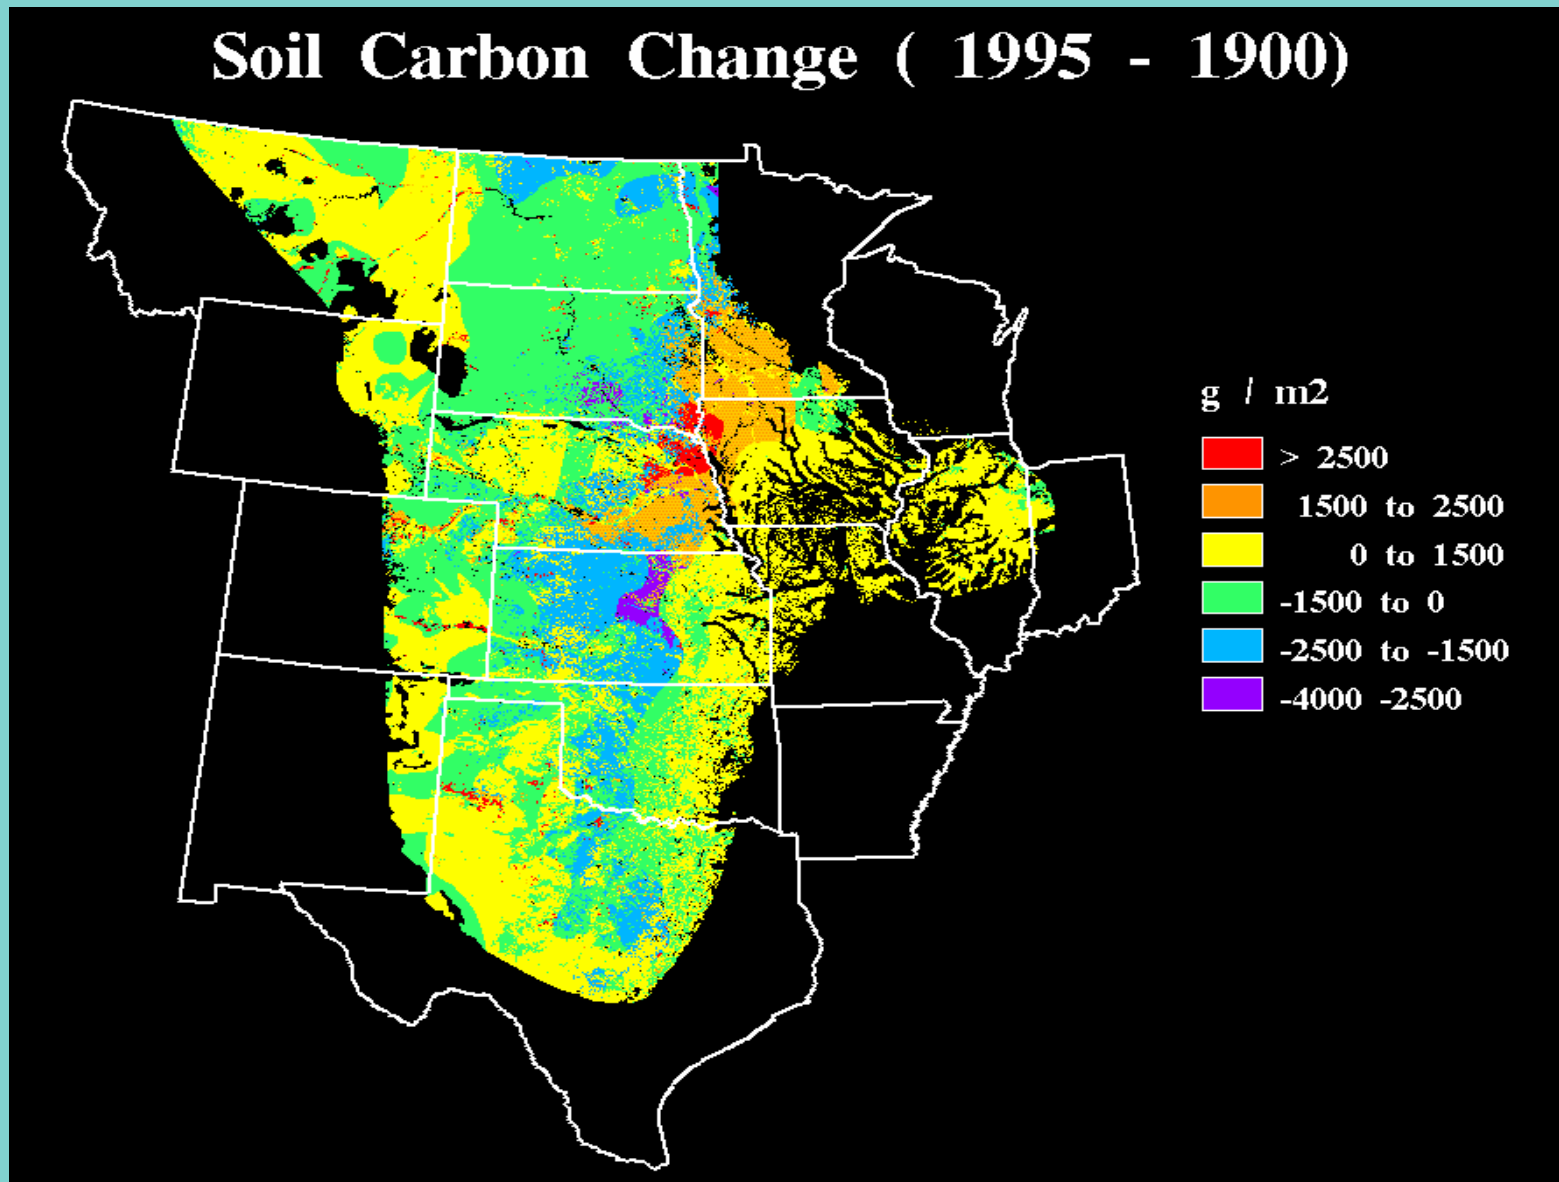 Soil Carbon Change ( 1995 - 1900)
g / m2
> 2500
1500 to 2500
0 to 1500
-1500 to 0
-2500 to -1500
-4000 -2500